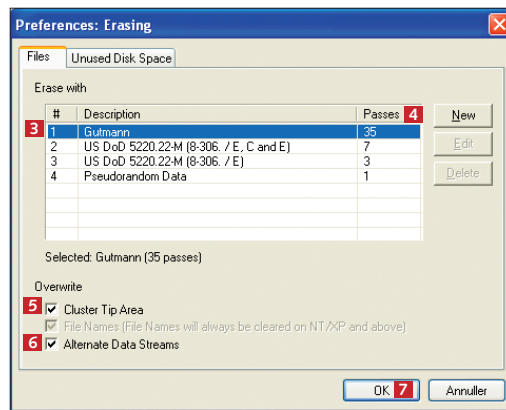 Preferences: Erasing
Files Unused Disk Space
Erase with
# Description Passes 4 New
3 1 Gutmann 35
2 US DoD 5220.22-M (8-306. / E, C and E) 7 Edit
3 US DoD 5220.22-M (8-306. / E) 3 Delete
4 Pseudorandom Data 1
Selected: Gutmann (35 passes)
Overwrite
5 Cluster Tip Area
File Names (File Names will always be cleared on NT/XP and above)
6 Alternate Data Streams
OK 7 Annuller